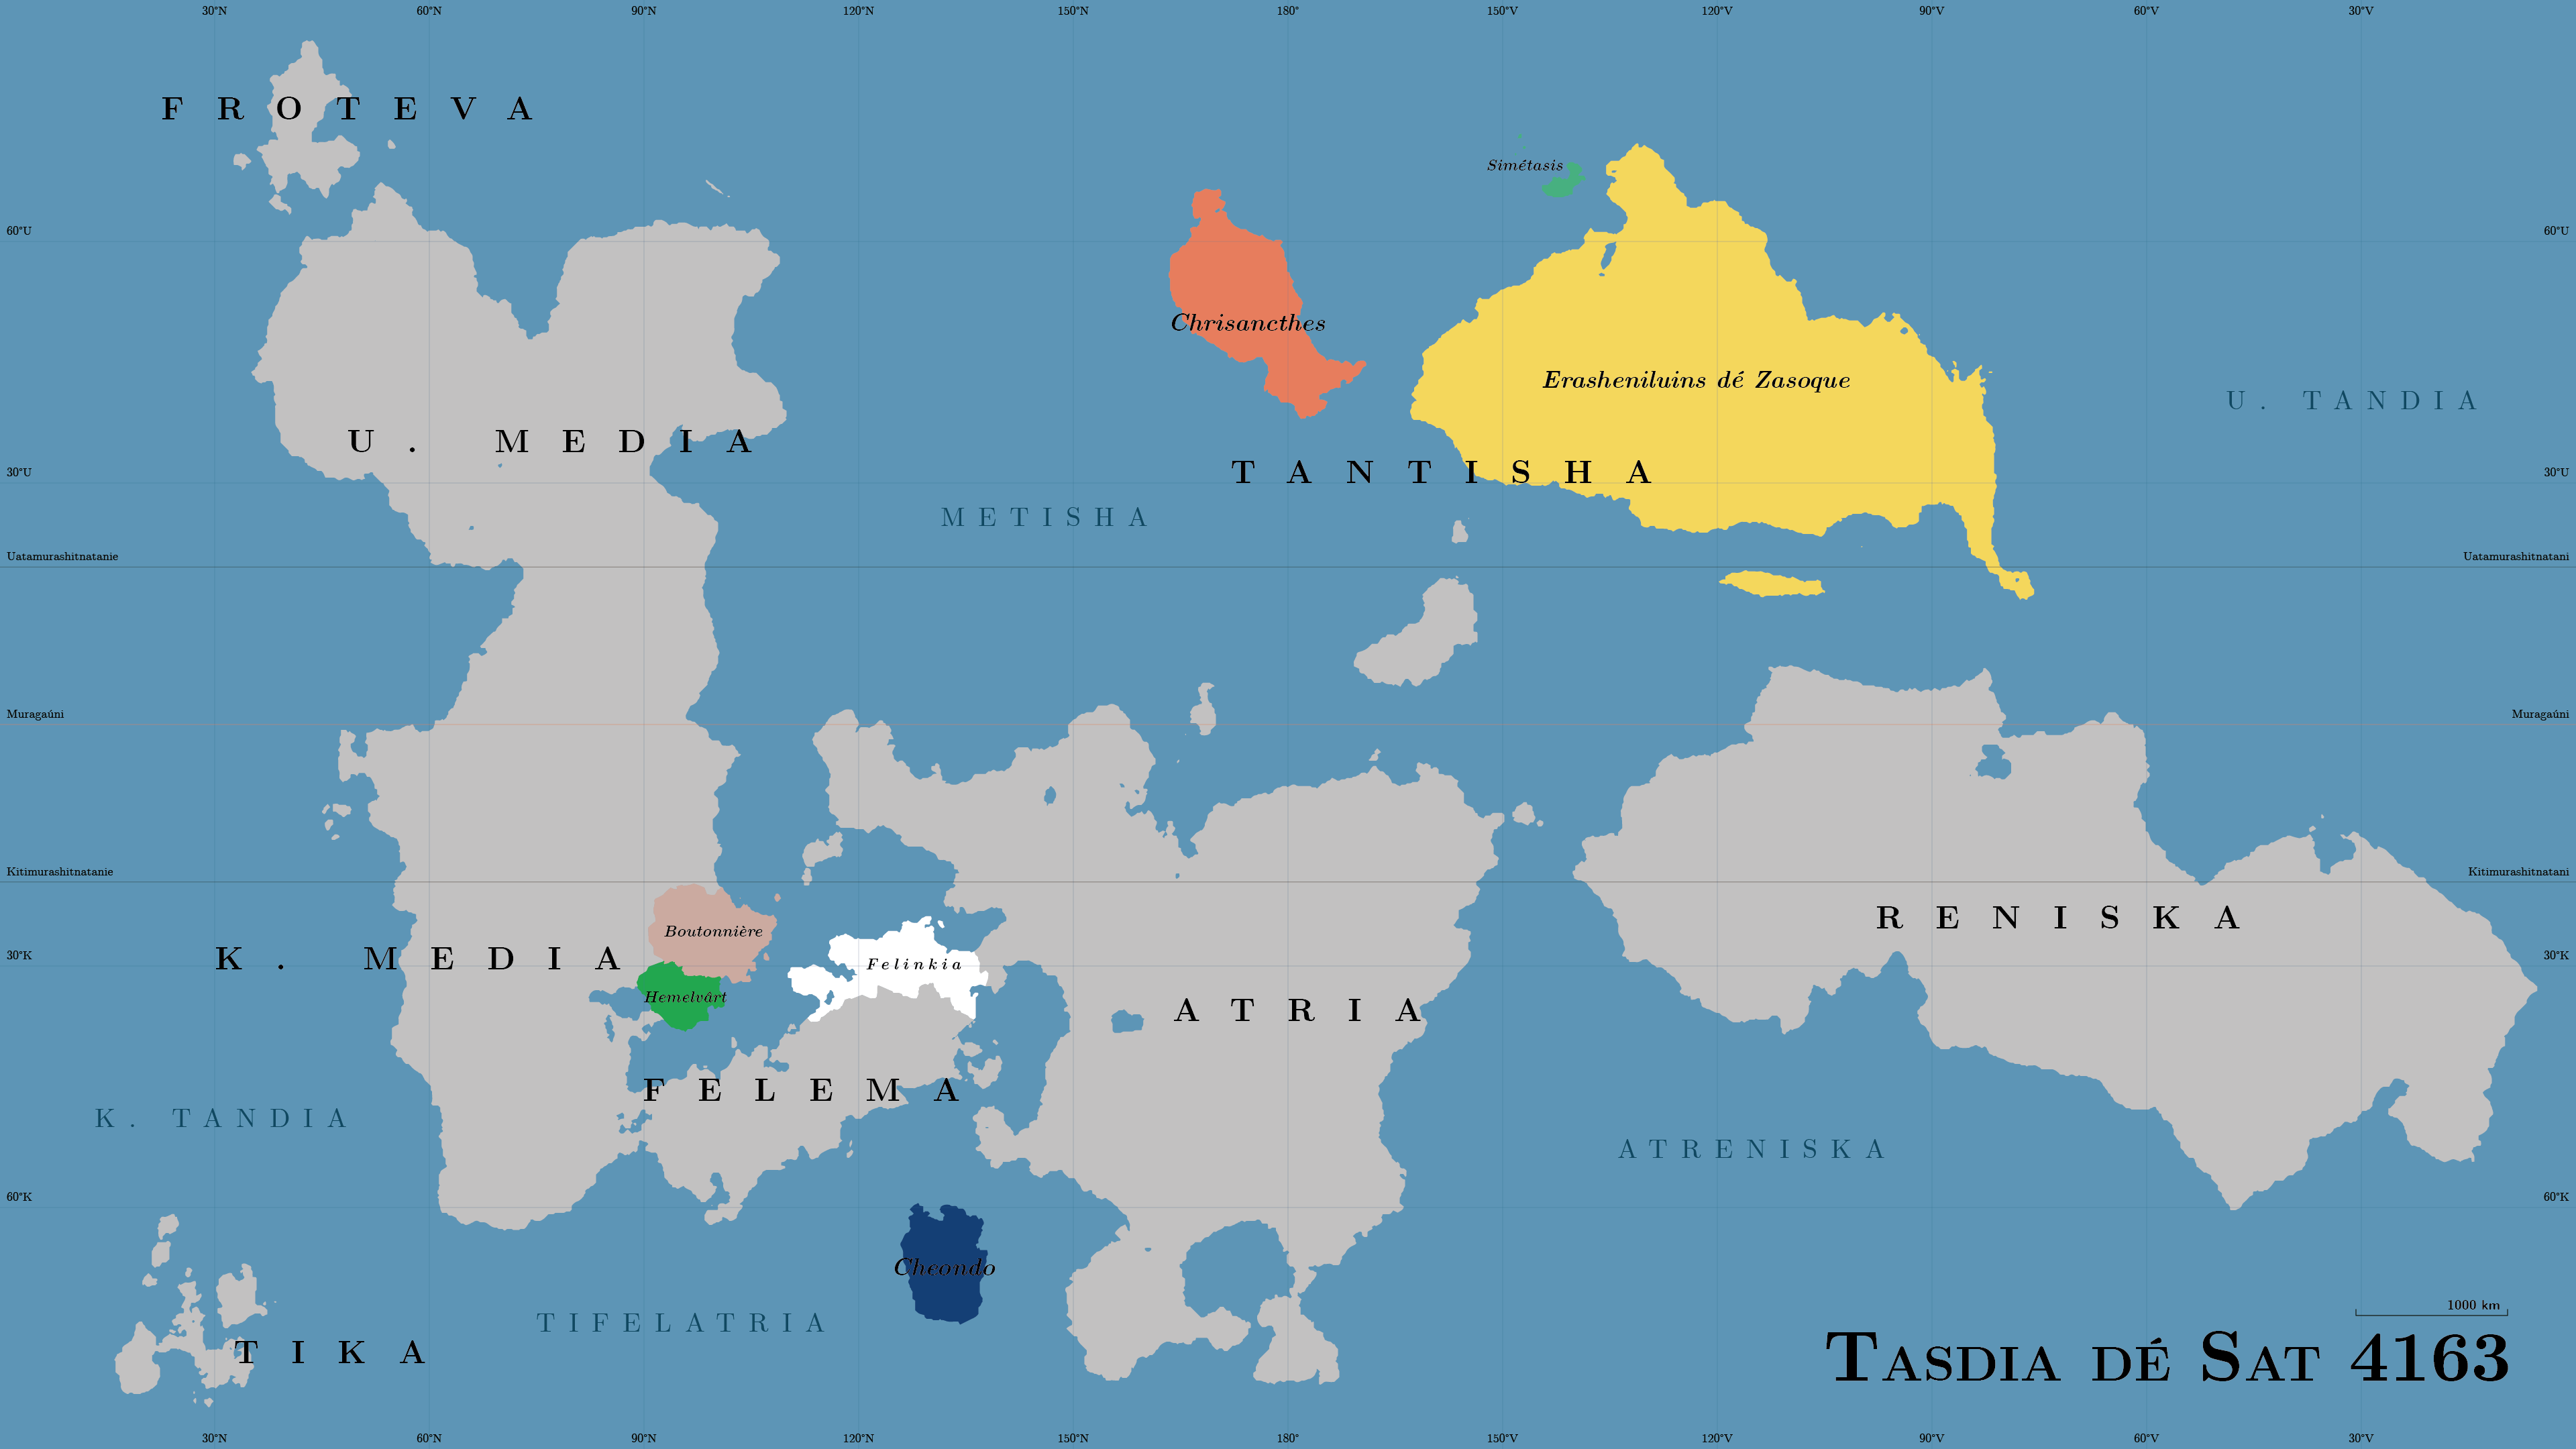 30°N 60°N 90°N 120°N 150°N 180° 150°V 120°V 90°V 60°V 30°V
FROTEVA
Simétasis
60°U 60°U
Chrisancthes
Erasheniluins dé Zasoque
U. TANDIA
U. MEDIA
TANTISHA
30°U 30°U
METISHA
Uatamurashitnatanie Uatamurashitnatani
Muragaúni Muragaúni
Kitimurashitnatanie Kitimurashitnatani
RENISKA
Boutonnière
30°K 30°K
K. MEDIA
Felinkia
Hemelvârt
ATRIA
FELEMA
K. TANDIA
ATRENISKA
60°K 60°K
Cheondo
1000 km
TIFELATRIA
TIKA
Tasdia dé Sat 4163
30°N 60°N 90°N 120°N 150°N 180° 150°V 120°V 90°V 60°V 30°V